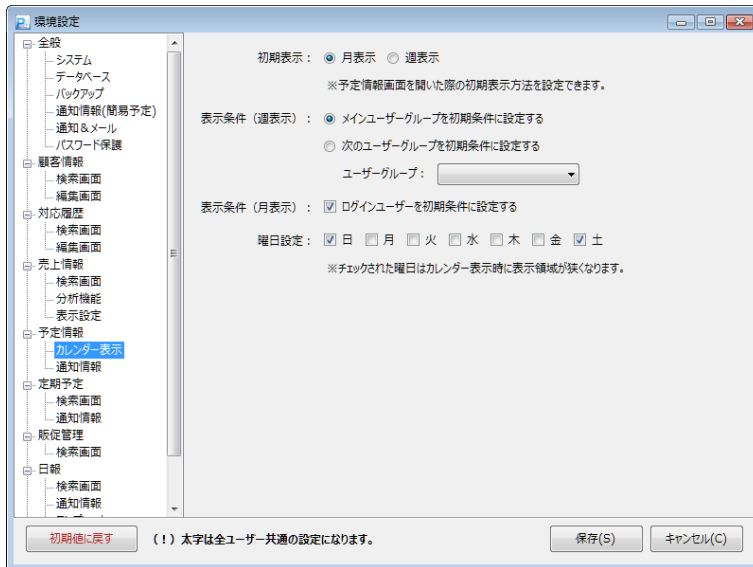 環境設定
全般
システム
データベース
バックアップ
通知情報(簡易予定)
通知＆メール
パスワード保護
顧客情報
検索画面
編集画面
対応履歴
検索画面
編集画面
売上情報
検索画面
分析機能
表示設定
予定情報
カレンダー表示
通知情報
定期予定
検索画面
通知情報
販促管理
検索画面
日報
検索画面
通知情報
初期表示： 月表示 週表示
※予定情報画面を開いた際の初期表示方法を設定できます。
表示条件（週表示）： メインユーザーグループを初期条件に設定する
次のユーザーグループを初期条件に設定する
ユーザーグループ：
表示条件（月表示）： ログインユーザーを初期条件に設定する
曜日設定： 日 月 火 水 木 金 土
※チェックされた曜日はカレンダー表示時に表示領域が狭くなります。
初期値に戻す （！）太字は全ユーザー共通の設定になります。 保存(S) キャンセル(C)